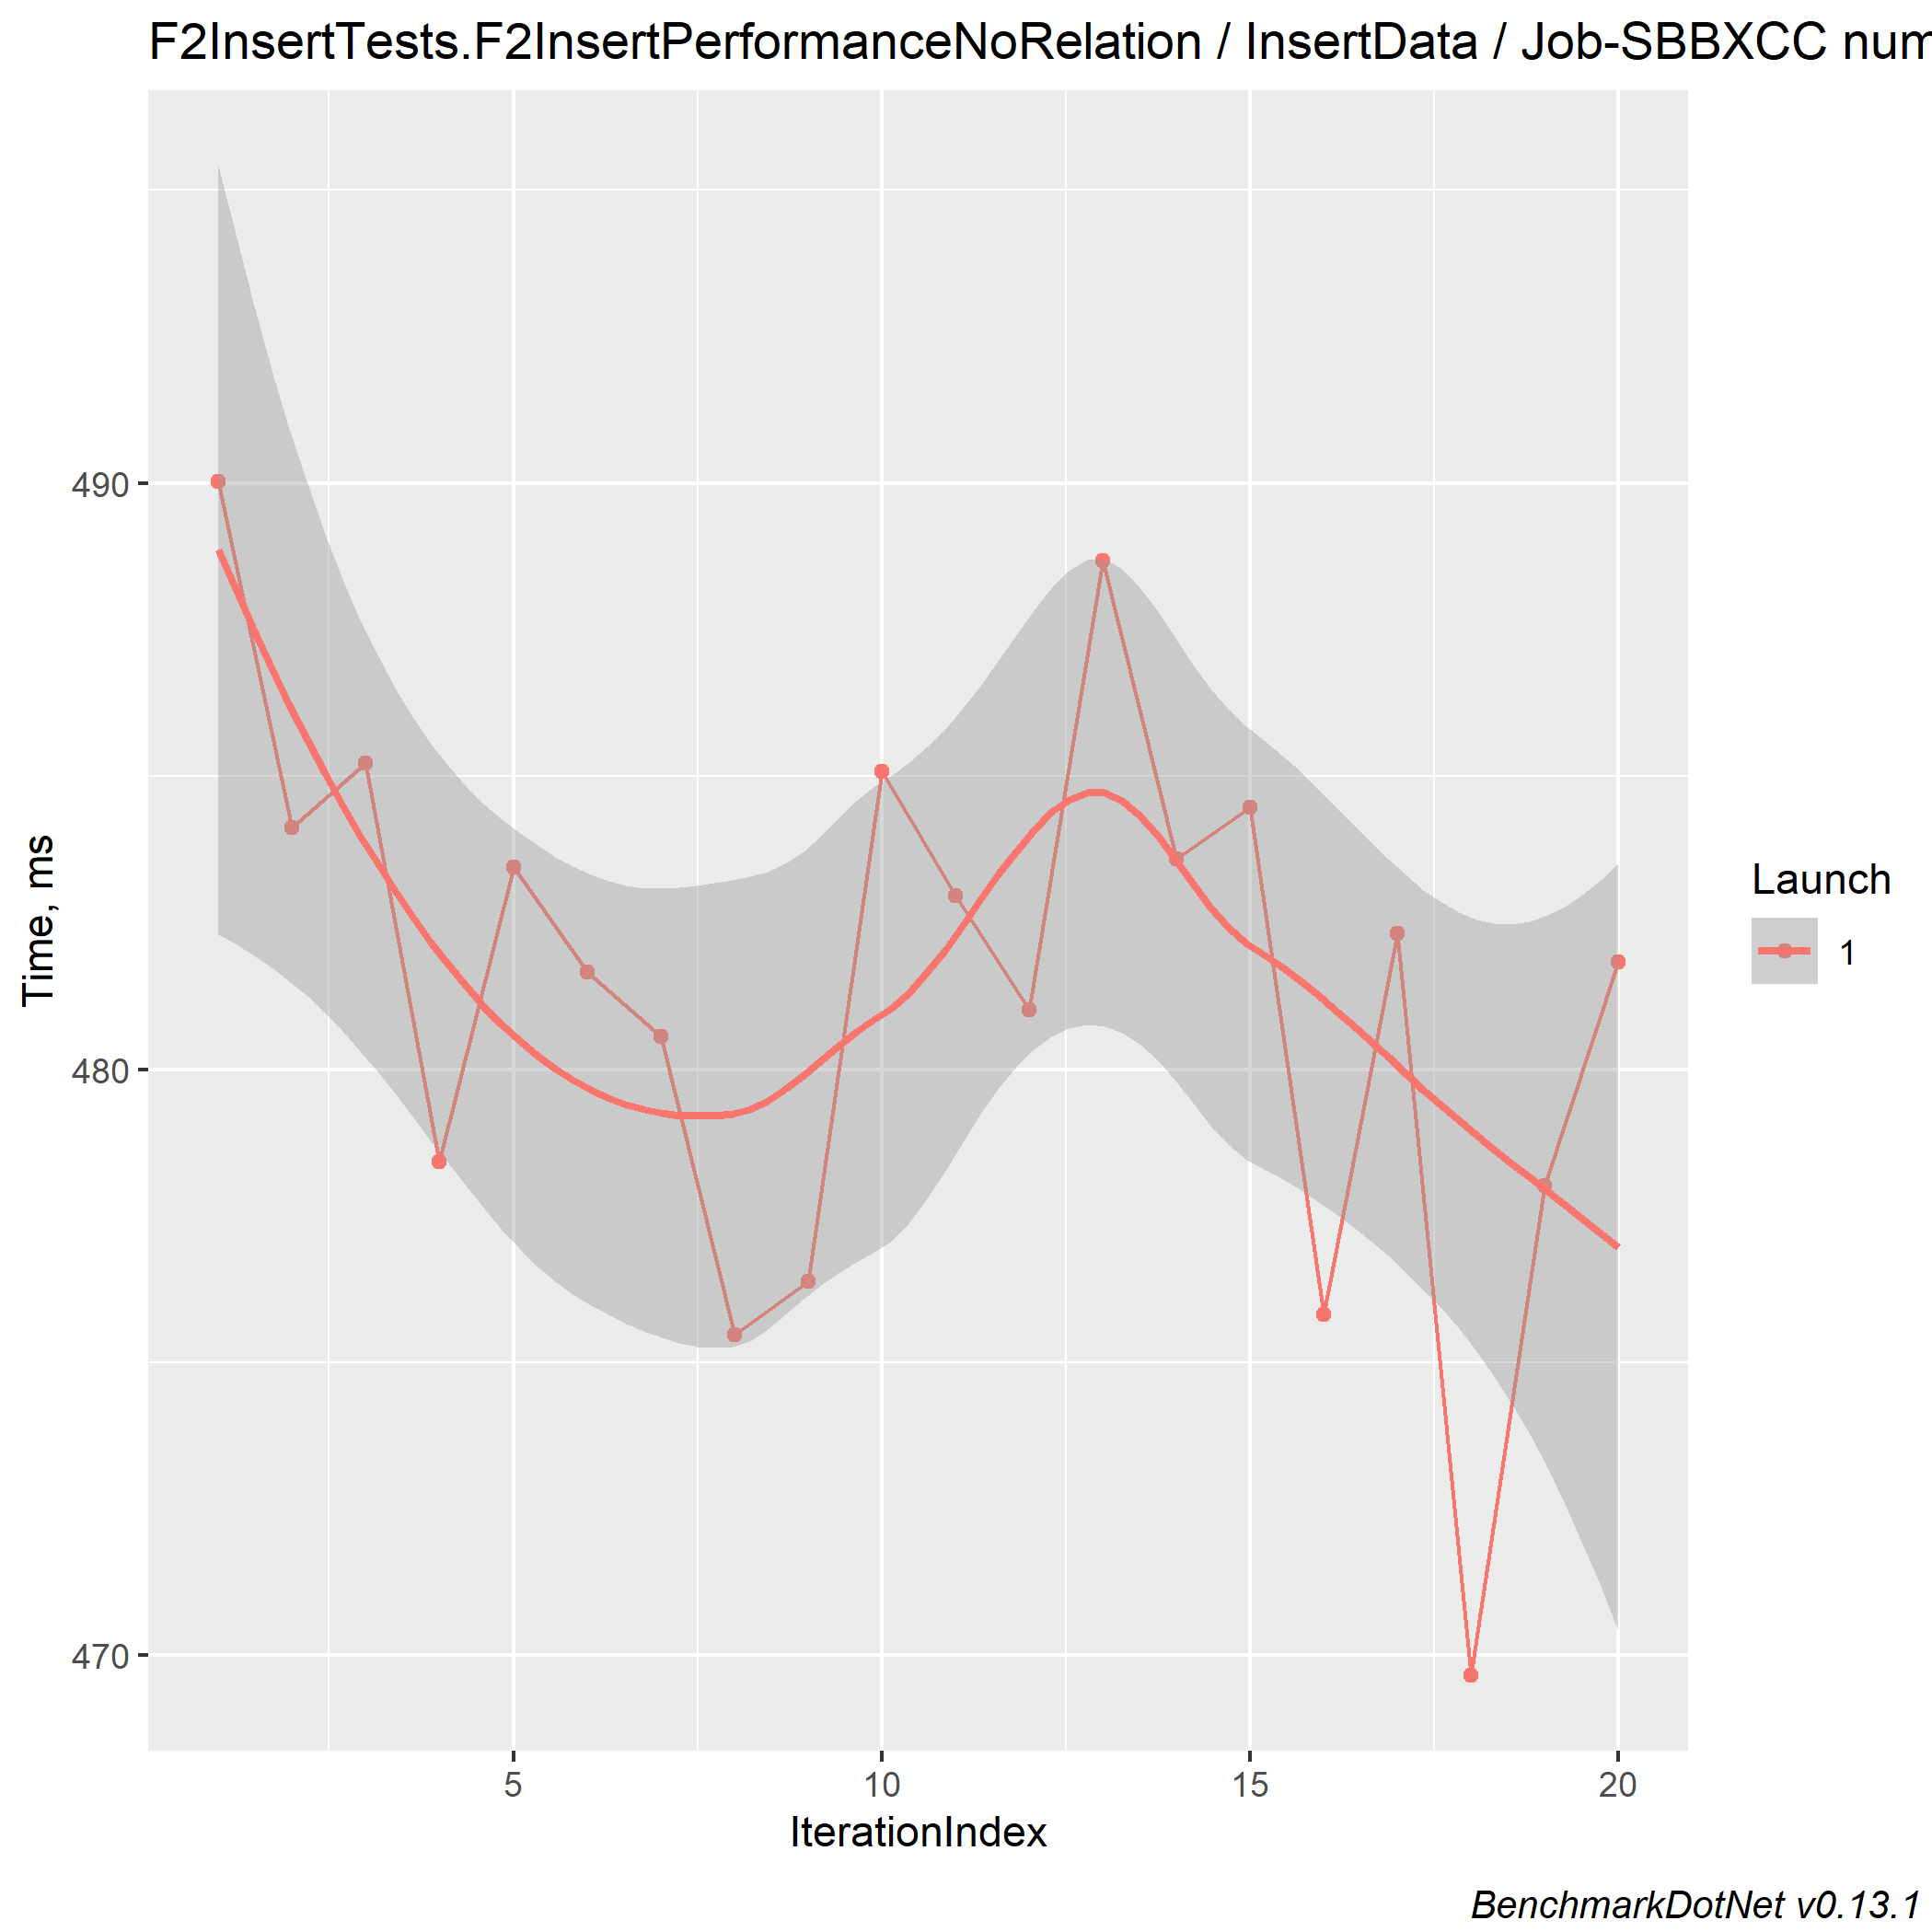 F2InsertTests.F2InsertPerformanceNoRelation / InsertData / Job-SBBXCC num
490
480
470
Time, ms
5 10 15 20
IterationIndex
Launch
1
BenchmarkDotNet v0.13.1